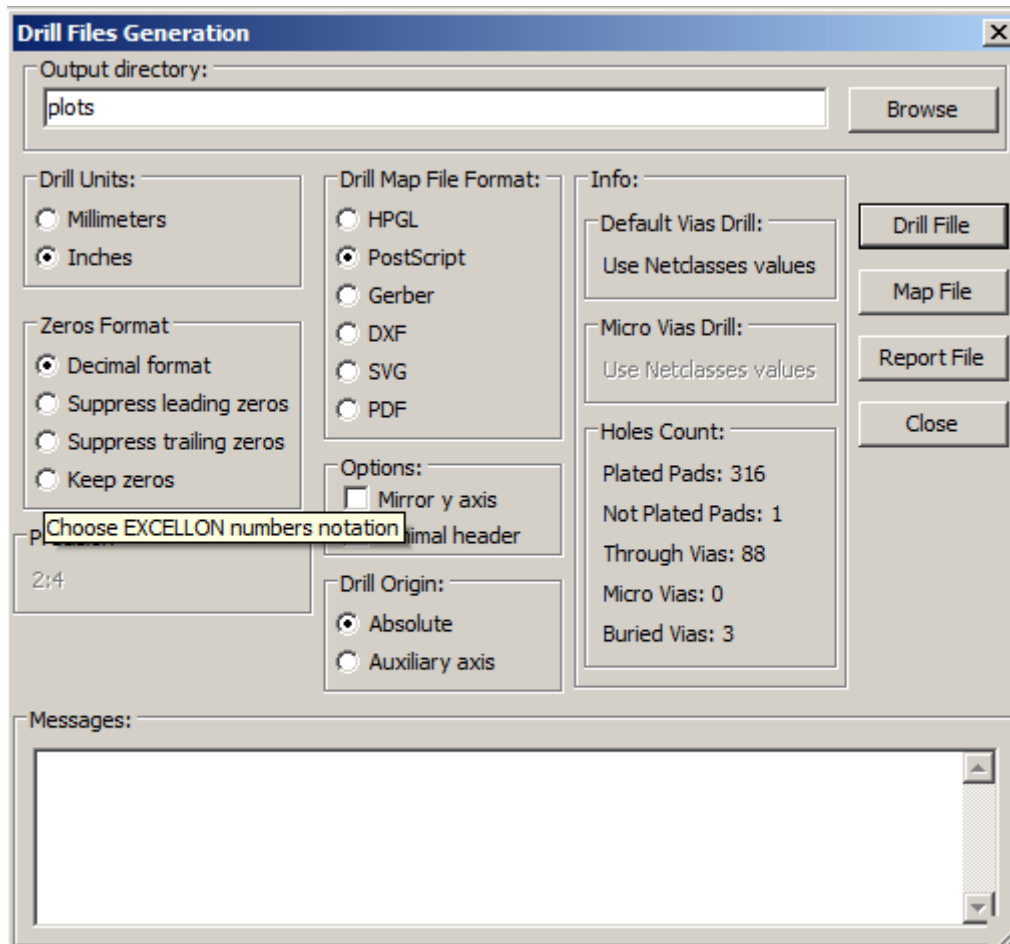 Drill Files Generation
Output directory:
plots
Browse
Drill Units:
Millimeters
Inches
Zeros Format
Decimal format
Suppress leading zeros
Suppress trailing zeros
Keep zeros
Choose EXCELLON numbers notation
2:4
Drill Map File Format:
HPGL
PostScript
Gerber
DXF
SVG
PDF
Options:
Mirror y axis
header
Drill Origin:
Absolute
Auxiliary axis
Info:
Default Vias Drill:
Use Netclasses values
Micro Vias Drill:
Use Netclasses values
Holes Count:
Plated Pads: 316
Not Plated Pads: 1
Through Vias: 88
Micro Vias: 0
Buried Vias: 3
Drill Fille
Map File
Report File
Close
Messages: